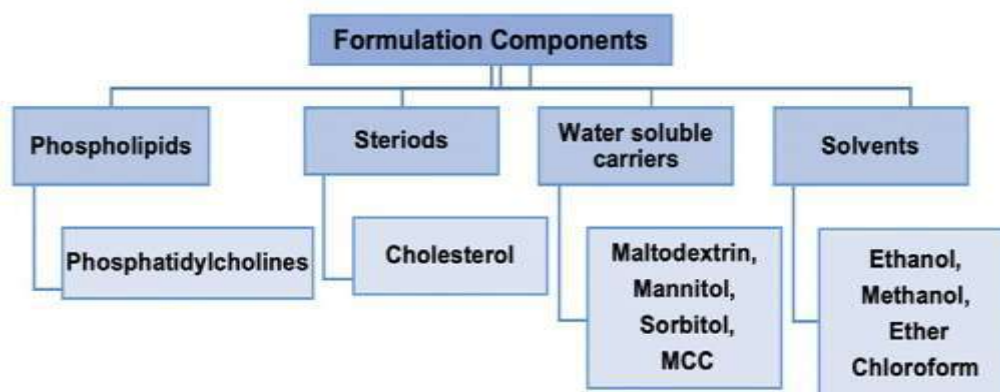 Formulation Components
Phospholipids
Steriods
Water soluble
carriers
Solvents
Phosphatidylcholines
Cholesterol
Maltodextrin,
Mannitol,
Sorbitol,
MCC
Ethanol,
Methanol,
Ether
Chloroform